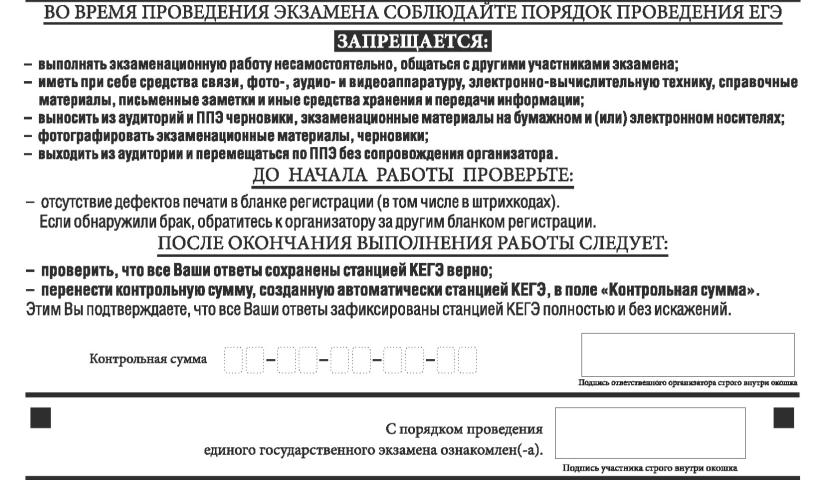 ВО ВРЕМЯ ПРОВЕДЕНИЯ ЭКЗАМЕНА СОБЛЮДАЙТЕ ПОРЯДОК ПРОВЕДЕНИЯ ЕГЭ
ЗАПРЕЩАЕТСЯ:
– выполнять экзаменационную работу несамостоятельно, общаться с другими участниками экзамена;
– иметь при себе средства связи, фото-, аудио- и видеоаппаратуру, электронно-вычислительную технику, справочные
материалы, письменные заметки и иные средства хранения и передачи информации;
– выносить из аудиторий и ППЭ черновики, экзаменационные материалы на бумажном и (или) электронном носителях;
– фотографировать экзаменационные материалы, черновики;
– выходить из аудитории и перемещаться по ППЭ без сопровождения организатора.
ДО НАЧАЛА РАБОТЫ ПРОВЕРЬТЕ:
– отсутствие дефектов печати в бланке регистрации (в том числе в штрихкодах).
Если обнаружили брак, обратитесь к организатору за другим бланком регистрации.
ПОСЛЕ ОКОНЧАНИЯ ВЫПОЛНЕНИЯ РАБОТЫ СЛЕДУЕТ:
– проверить, что все Ваши ответы сохранены станцией КЕГЭ верно;
– перенести контрольную сумму, созданную автоматически станцией КЕГЭ, в поле «Контрольная сумма».
Этим Вы подтверждаете, что все Ваши ответы зафиксированы станцией КЕГЭ полностью и без искажений.
Контрольная сумма – – – –
Подпись ответственного организатора строго внутри окошка
С порядком проведения
единого государственного экзамена ознакомлен(-а).
Подпись участника строго внутри окошка